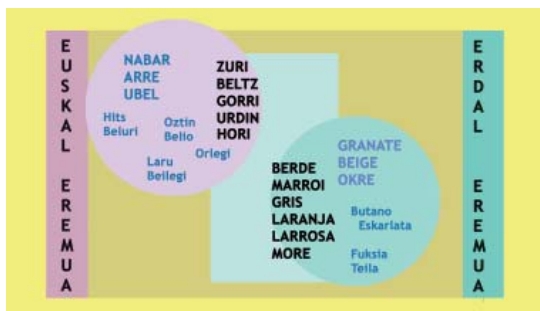 EUSKAL EREMUA
NABAR
ARRE
UBEL
Hits
Beluri
Oztin
Belio
Laru
Beilegi
Orlegi
ZURI
BELTZ
GORRI
URDIN
HORI
BERDE
MARROI
GRIS
LARANJA
LARROSA
MORE
GRANATE
BEIGE
OKRE
Butano
Eskarlata
Fuksia
Teila
ERDAL EREMUA